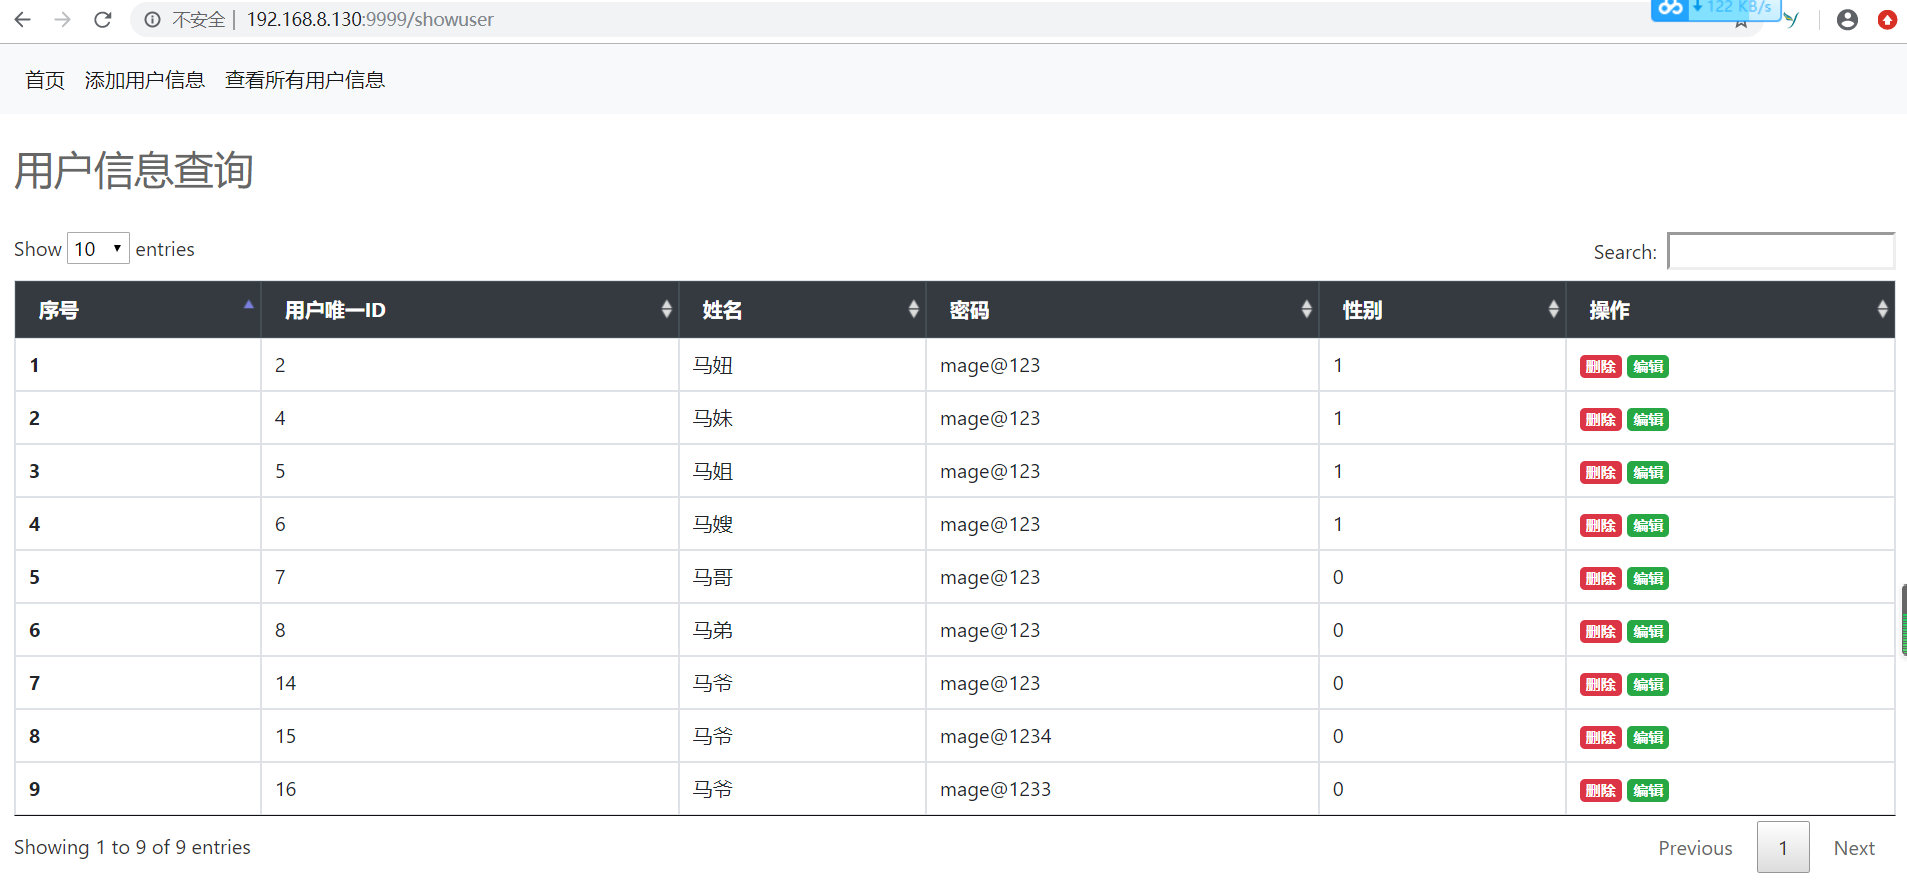 不安全 | 192.168.8.130:9999/showuser
122 KB/s
首页 添加用户信息 查看所有用户信息
用户信息查询
Show 10 entries Search:
序号 用户唯一ID 姓名 密码 性别 操作
1 2 马妞 mage@123 1 删除 编辑
2 4 马妹 mage@123 1 删除 编辑
3 5 马姐 mage@123 1 删除 编辑
4 6 马嫂 mage@123 1 删除 编辑
5 7 马哥 mage@123 0 删除 编辑
6 8 马弟 mage@123 0 删除 编辑
7 14 马爷 mage@123 0 删除 编辑
8 15 马爷 mage@1234 0 删除 编辑
9 16 马爷 mage@1233 0 删除 编辑
Showing 1 to 9 of 9 entries Previous 1 Next